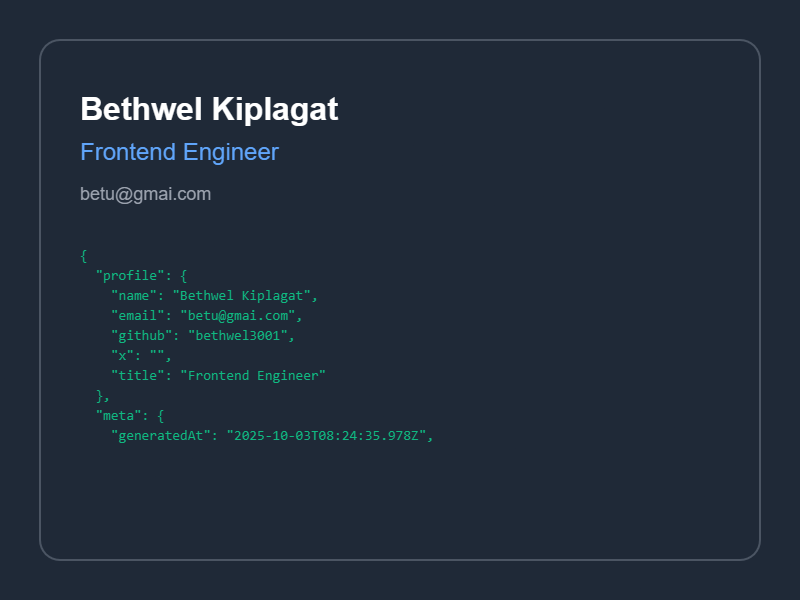 Bethwel Kiplagat
Frontend Engineer
betu@gmai.com
{
  "profile": {
    "name": "Bethwel Kiplagat",
    "email": "betu@gmai.com",
    "github": "bethwel3001",
    "x": "",
    "title": "Frontend Engineer"
  },
  "meta": {
    "generatedAt": "2025-10-03T08:24:35.978Z",